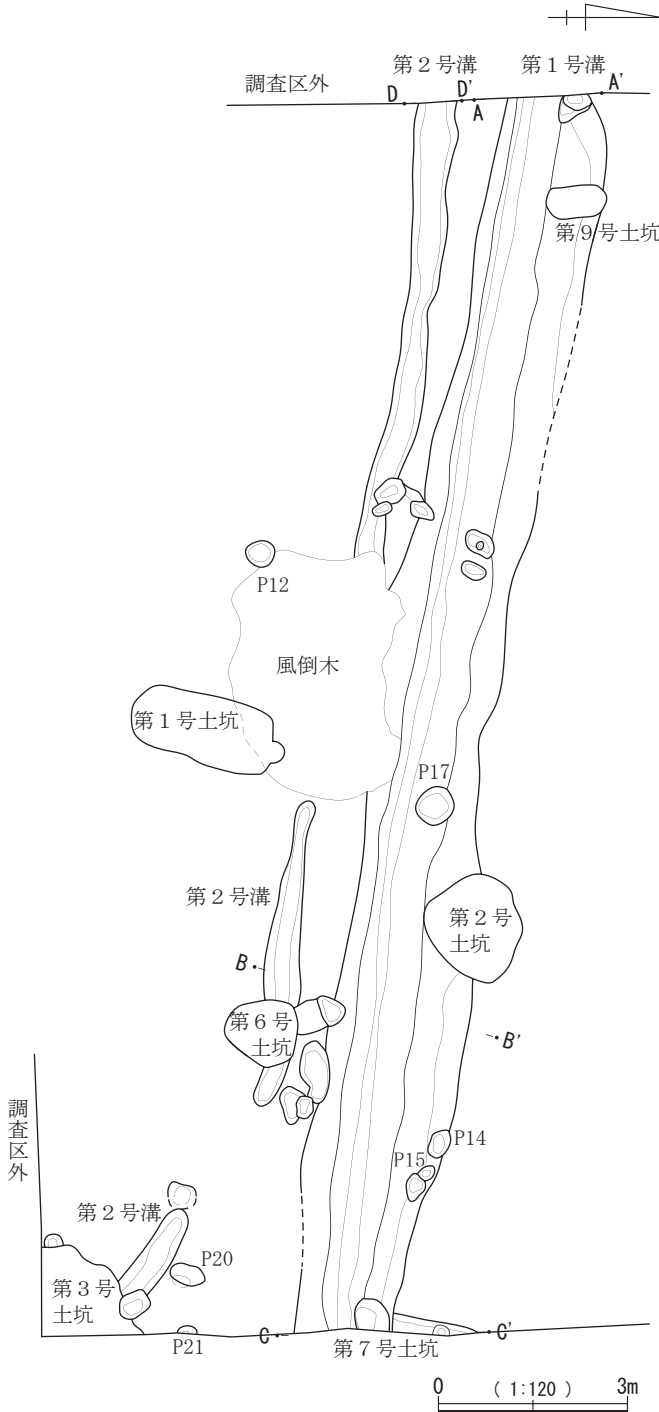 第２号溝
第１号溝
調査区外
D
D'
A
A'
第９号土坑
P12
風倒木
第１号土坑
P17
第２号溝
第２号
土坑
B
第６号
土坑
B'
調査区外
P14
P15
第２号溝
P20
第３号
土坑
P21
C
第７号土坑
C'
0
( 1:120 )
3m